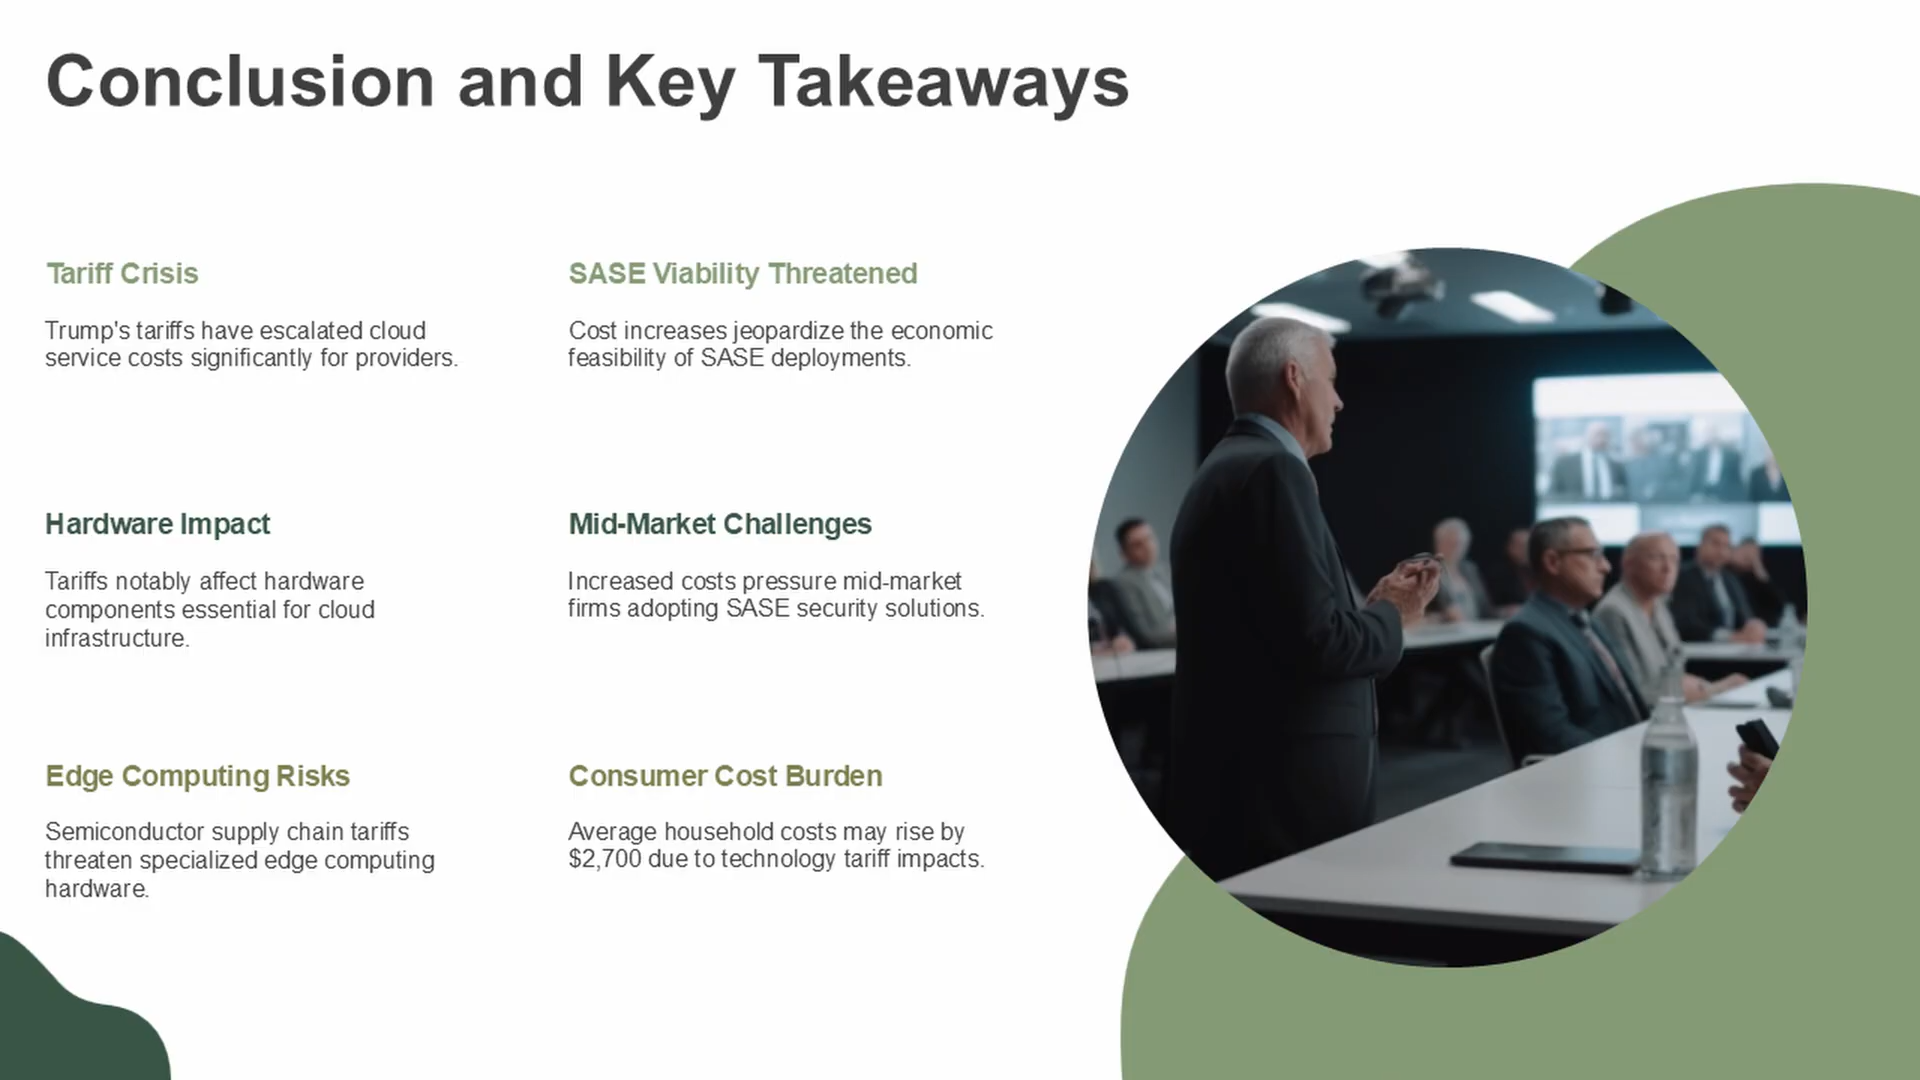 Conclusion and Key Takeaways
Tariff Crisis
Trump's tariffs have escalated cloud
service costs significantly for providers.
SASE Viability Threatened
Cost increases jeopardize the economic
feasibility of SASE deployments.
Hardware Impact
Tariffs notably affect hardware
components essential for cloud
infrastructure.
Mid-Market Challenges
Increased costs pressure mid-market
firms adopting SASE security solutions.
Edge Computing Risks
Semiconductor supply chain tariffs
threaten specialized edge computing
hardware.
Consumer Cost Burden
Average household costs may rise by
$2,700 due to technology tariff impacts.